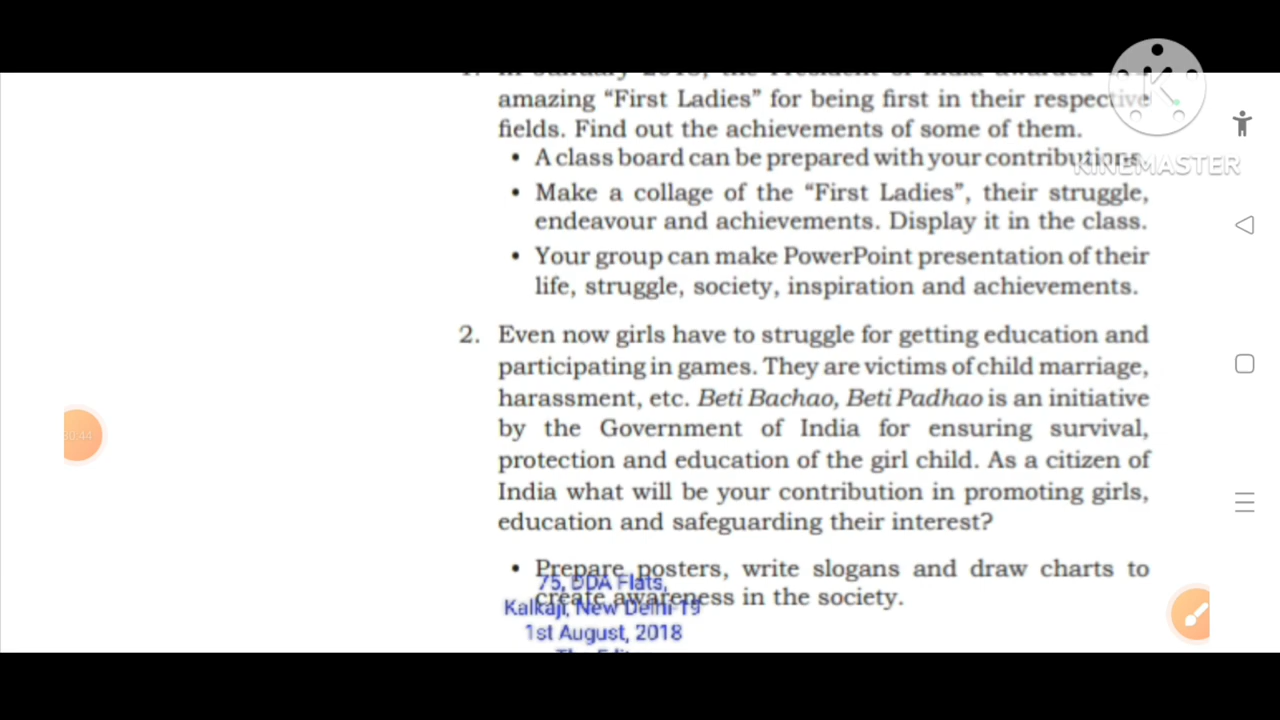 amazing “First Ladies” for being first in their respective
fields. Find out the achievements of some of them.
• A class board can be prepared with your contributions.
• Make a collage of the “First Ladies”, their struggle,
endeavour and achievements. Display it in the class.
• Your group can make PowerPoint presentation of their
life, struggle, society, inspiration and achievements.
2. Even now girls have to struggle for getting education and
participating in games. They are victims of child marriage,
harassment, etc. Beti Bachao, Beti Padhao is an initiative
by the Government of India for ensuring survival,
protection and education of the girl child. As a citizen of
India what will be your contribution in promoting girls,
education and safeguarding their interest?
• Prepare posters, write slogans and draw charts to
create awareness in the society.
75, DDA Flats,
Kalkaji, New Delhi 19
1st August, 2018
KINEMASTER